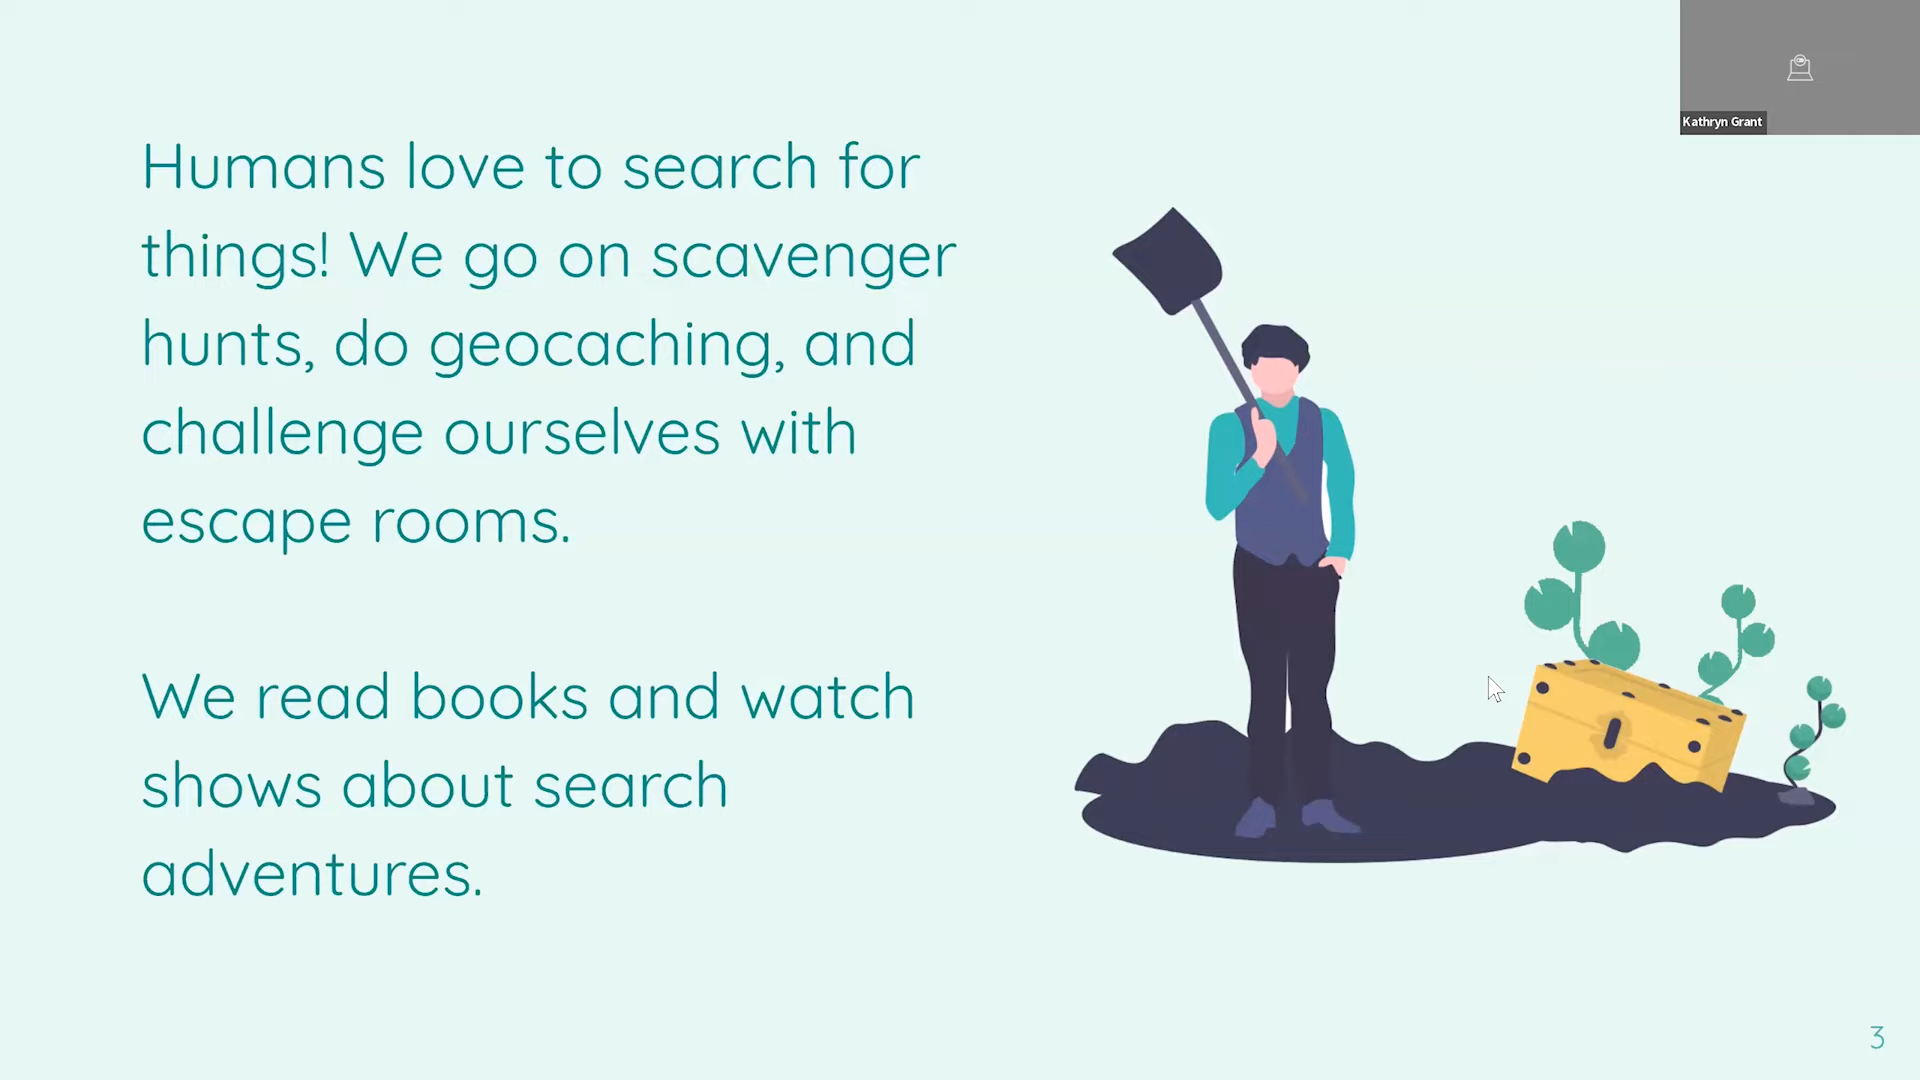 Kathryn Grant
Humans love to search for
things! We go on scavenger
hunts, do geocaching, and
challenge ourselves with
escape rooms.
We read books and watch
shows about search
adventures.
3